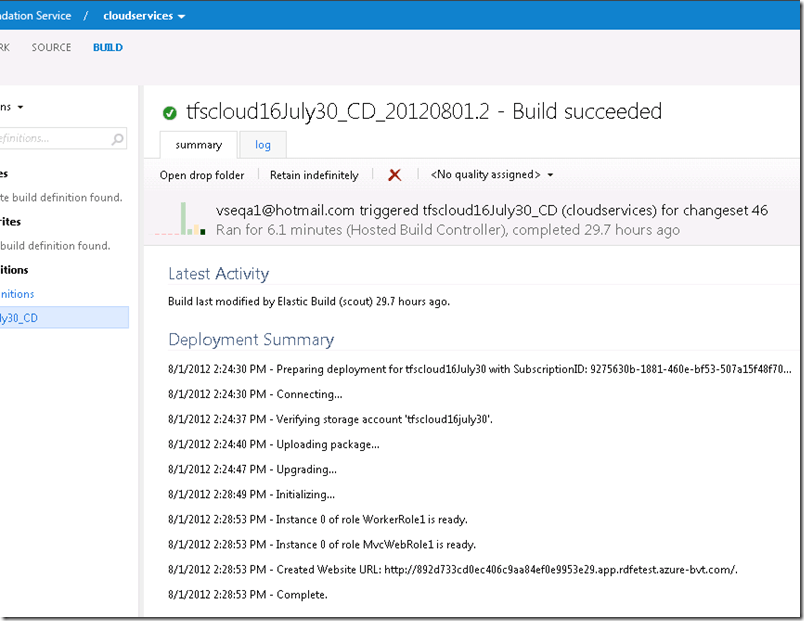 ndation Service / cloudservices
RK SOURCE BUILD
ns
efinitions...
es
te build definition found.
rites
build definition found.
itions
initions
ly30_CD
tfscloud16July30_CD_20120801.2 - Build succeeded
summary log
Open drop folder Retain indefinitely <No quality assigned>
vseqa1@hotmail.com triggered tfscloud16July30_CD (cloudservices) for changeset 46
Ran for 6.1 minutes (Hosted Build Controller), completed 29.7 hours ago
Latest Activity
Build last modified by Elastic Build (scout) 29.7 hours ago.
Deployment Summary
8/1/2012 2:24:30 PM - Preparing deployment for tfscloud16July30 with SubscriptionID: 9275630b-1881-460e-bf53-507a15f48f70...
8/1/2012 2:24:30 PM - Connecting...
8/1/2012 2:24:37 PM - Verifying storage account 'tfscloud16july30'.
8/1/2012 2:24:40 PM - Uploading package...
8/1/2012 2:24:47 PM - Upgrading...
8/1/2012 2:28:49 PM - Initializing...
8/1/2012 2:28:53 PM - Instance 0 of role WorkerRole1 is ready.
8/1/2012 2:28:53 PM - Instance 0 of role MvcWebRole1 is ready.
8/1/2012 2:28:53 PM - Created Website URL: http://892d733cd0ec406c9aa84ef0e9953e29.app.rdfetest.azure-bvt.com/.
8/1/2012 2:28:53 PM - Complete.